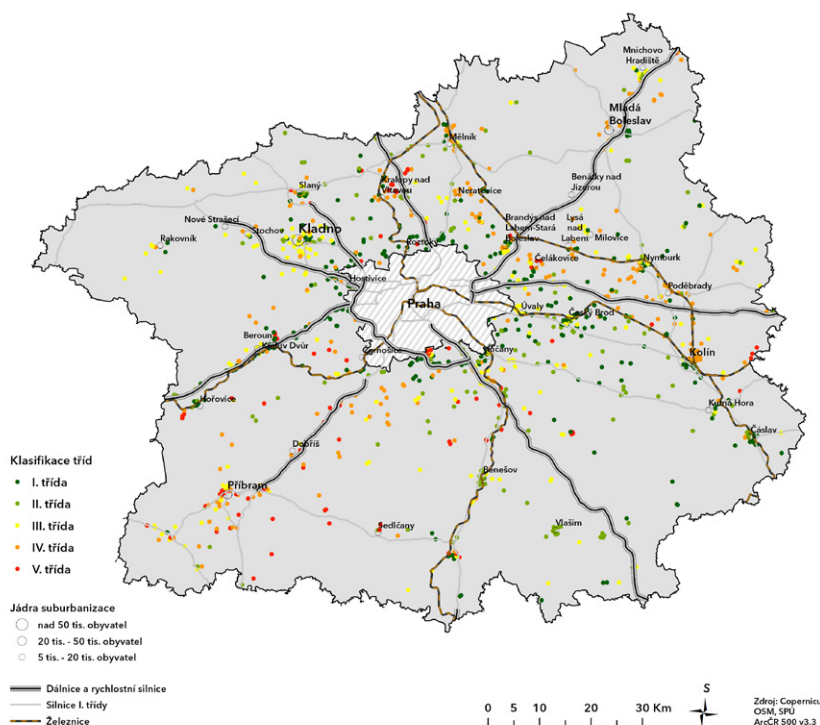 Mnichovo
Hradiště
Mladá
Boleslav
Mělník
Benátky nad
Jizerou
Kralupy nad
Vltavou
Neratovice
Slaný
Brandýs nad
Labem-Stará
Boleslav
Lysá
nad
Labem
Milovice
Nové Strašecí
Stochov
Kladno
Rakovník
Roztoky
Čelákovice
Nymburk
Hostivice
Poděbrady
Praha
Úvaly
Český Brod
Beroun
Králův Dvůr
Černošice
Říčany
Kolín
Hořovice
Kutná Hora
Čáslav
Dobříš
Benešov
Příbram
Sedlčany
Vlašim
Klasifikace tříd
I. třída
II. třída
III. třída
IV. třída
V. třída
Jádra suburbanizace
nad 50 tis. obyvatel
20 tis. - 50 tis. obyvatel
5 tis. - 20 tis. obyvatel
Dálnice a rychlostní silnice
Silnice I. třídy
Železnice
0 5 10 20 30 Km
S
Zdroj: Copernicu
OSM, SPÚ
ArcČR 500 v3.3